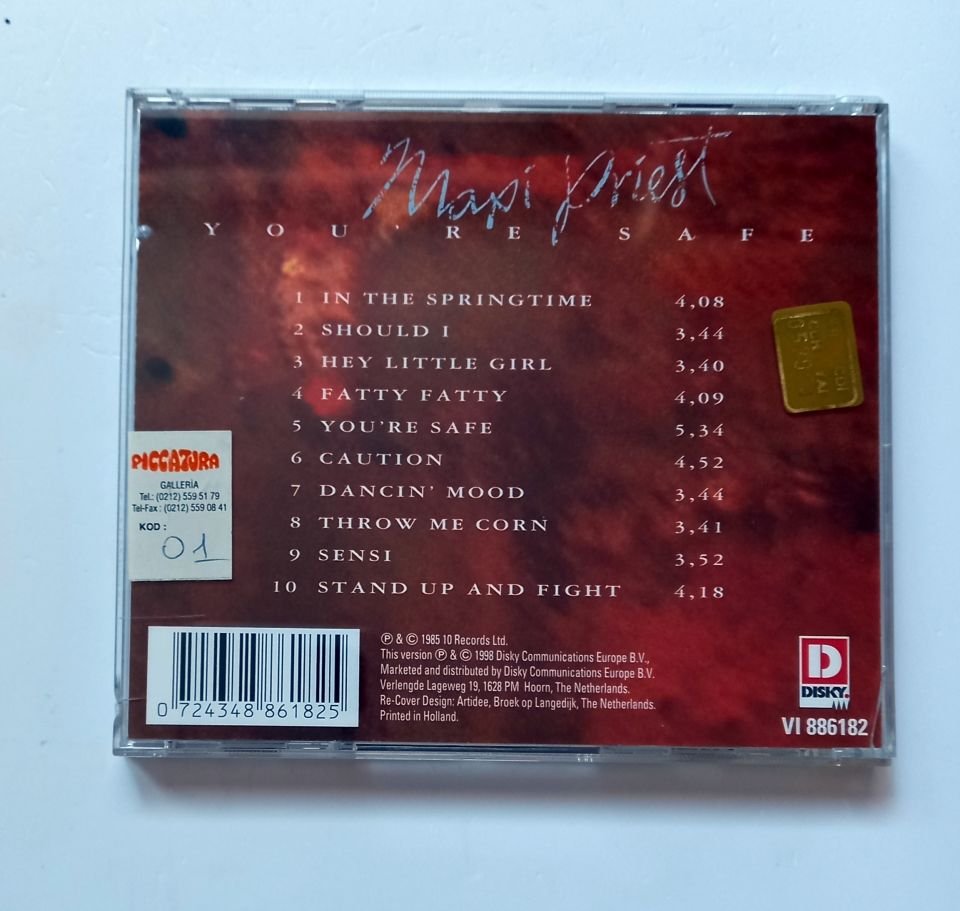 Maxi Priest
YOU'RE SAFE
1 IN THE SPRINGTIME 4,08
2 SHOULD I 3,44
3 HEY LITTLE GIRL 3,40
4 FATTY FATTY 4,09
5 YOU'RE SAFE 5,34
6 CAUTION 4,52
7 DANCIN' MOOD 3,44
8 THROW ME CORN 3,41
9 SENSI 3,52
10 STAND UP AND FIGHT 4,18
PICCATURA
GALLERİA
Tel.: (0212) 559 51 79
Tel-Fax : (0212) 559 08 41
KOD :
01
0 724348 861825
℗ & © 1985 10 Records Ltd.
This version ℗ & © 1998 Disky Communications Europe B.V.,
Marketed and distributed by Disky Communications Europe B.V.
Verlengde Lageweg 19, 1628 PM Hoorn, The Netherlands.
Re-Cover Design: Artidee, Broek op Langedijk, The Netherlands.
Printed in Holland.
D
DISKY.
VI 886182